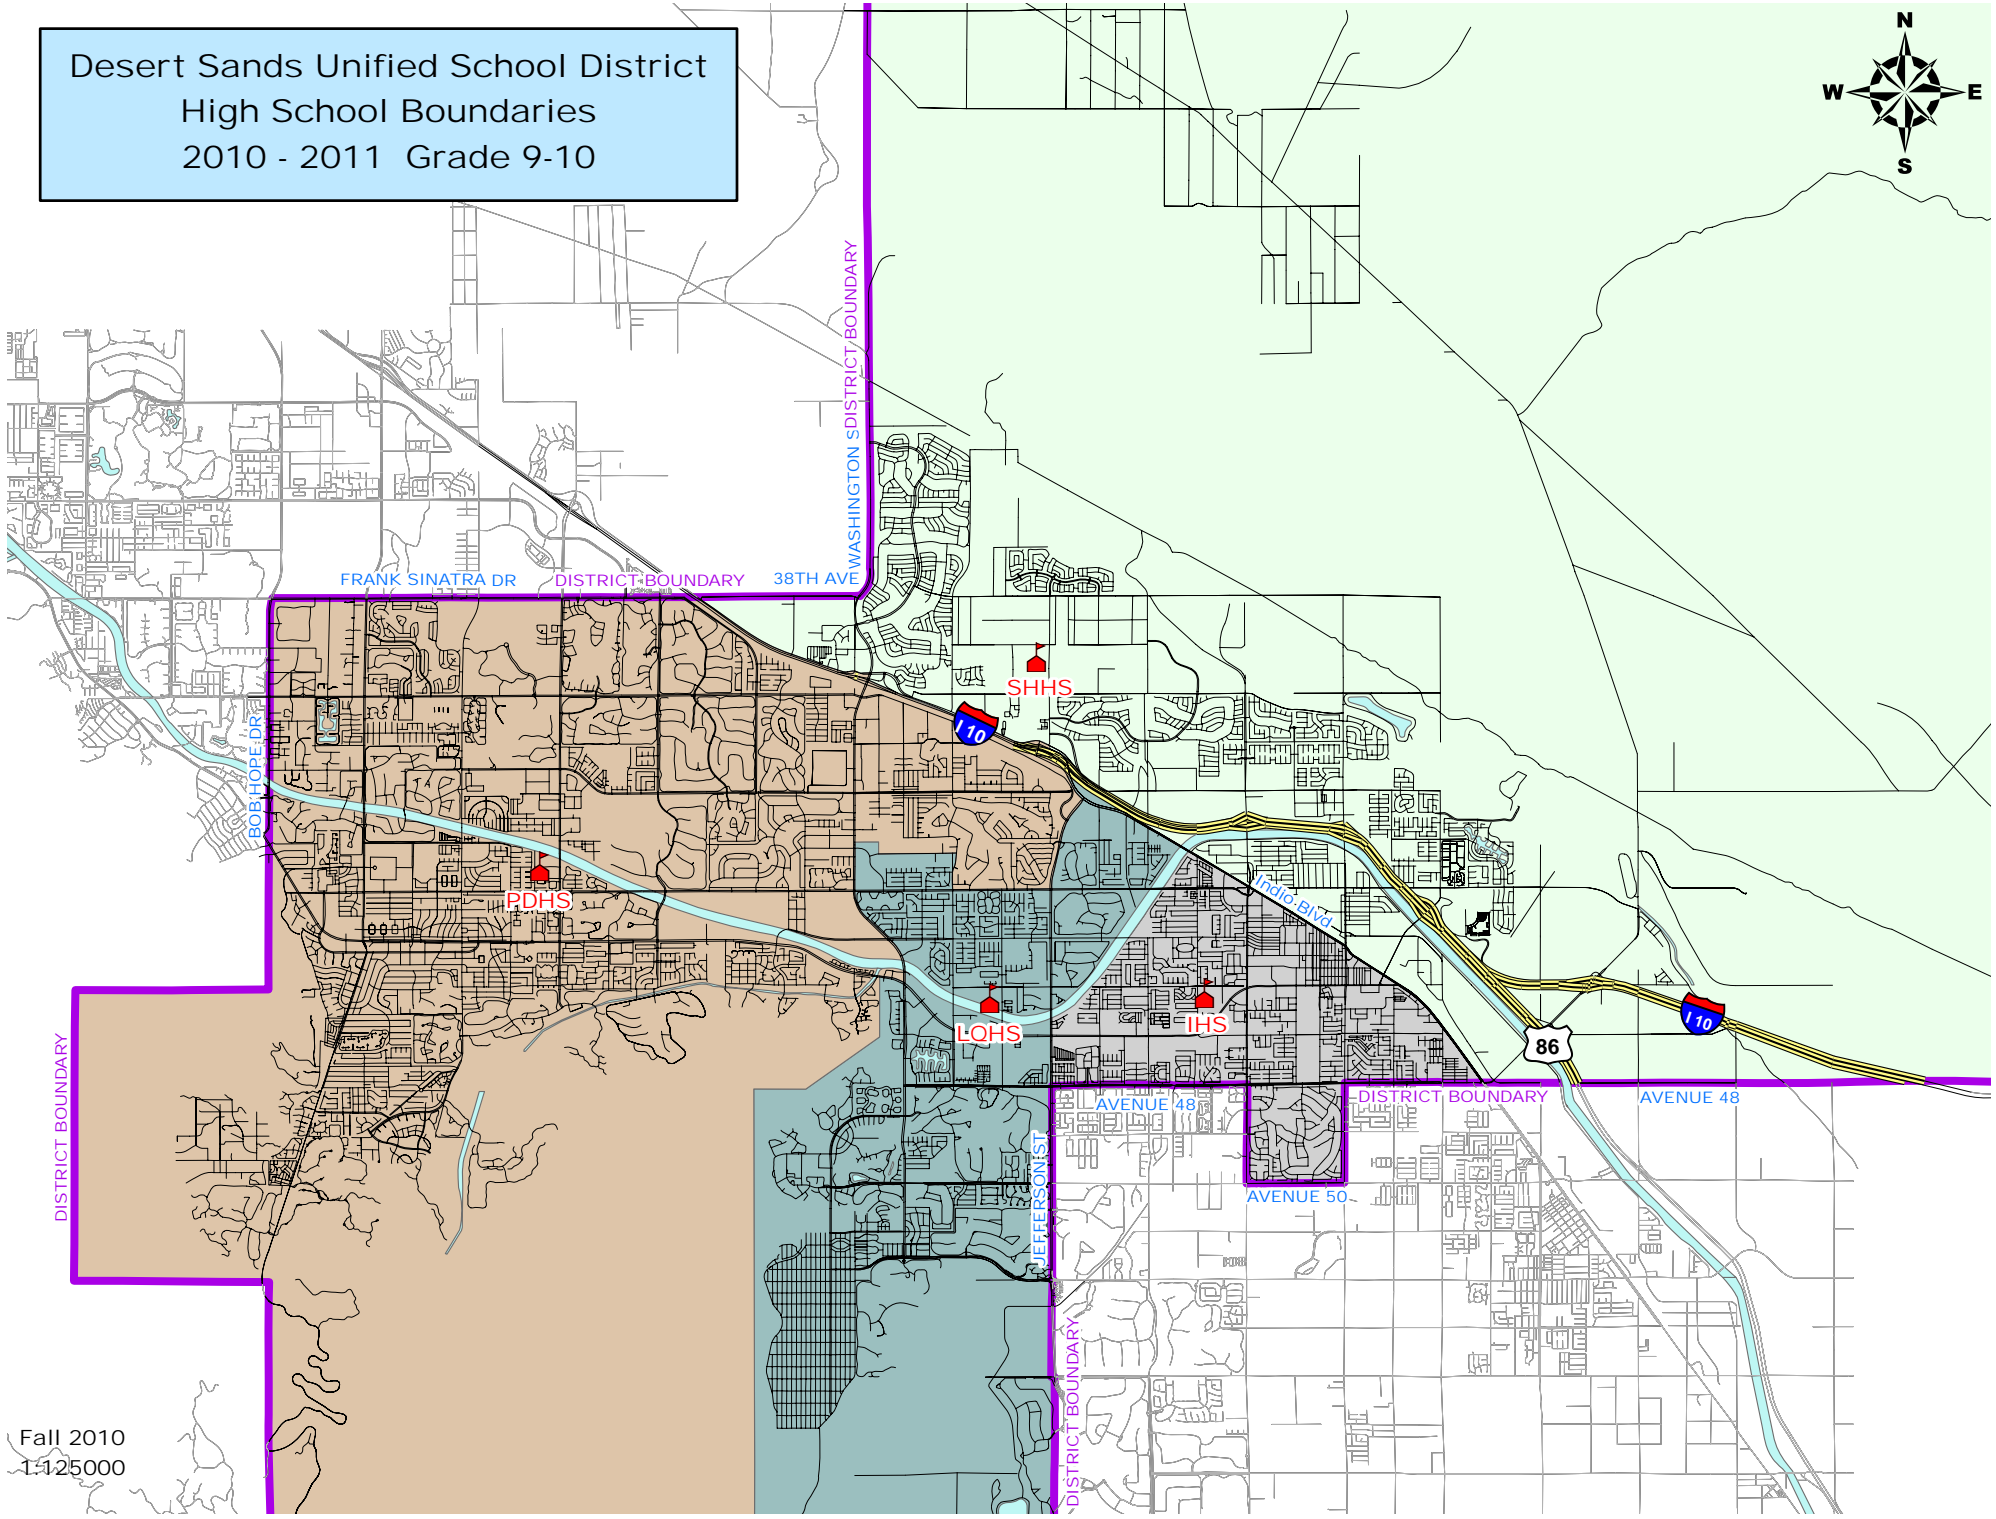 Desert Sands Unified School District
High School Boundaries
2010 - 2011 Grade 9-10
N
W
E
S
DISTRICT BOUNDARY
WASHINGTON S
FRANK SINATRA DR
DISTRICT BOUNDARY
38TH AVE
SHHS
I 10
BOB HOPE DR
PDHS
Indio Blvd
LQHS
IHS
I 10
86
DISTRICT BOUNDARY
AVENUE 48
DISTRICT BOUNDARY
AVENUE 48
JEFFERSON ST
AVENUE 50
DISTRICT BOUNDARY
Fall 2010
1:125000